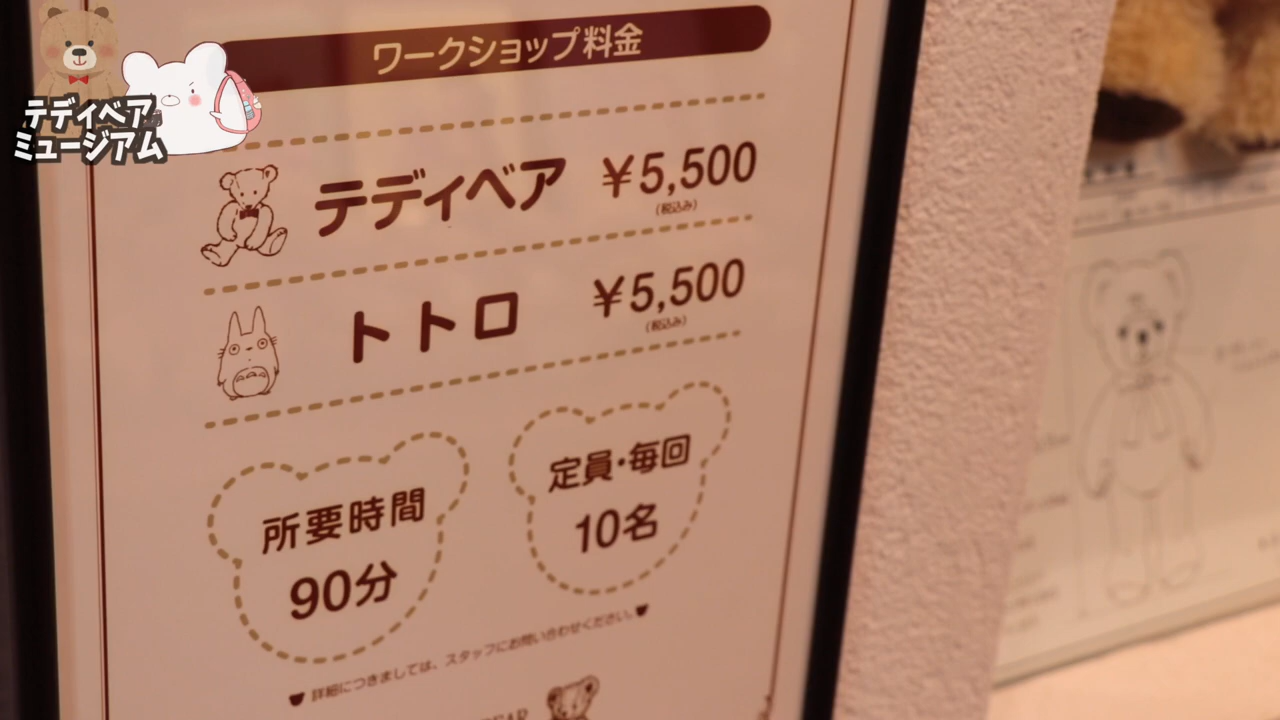 テディベア
ミュージアム
ワークショップ料金
テディベア ¥5,500
(税込み)
トトロ ¥5,500
(税込み)
所要時間
90分
定員・毎回
10名
詳細につきましては、スタッフにお問い合わせください。
BEAR